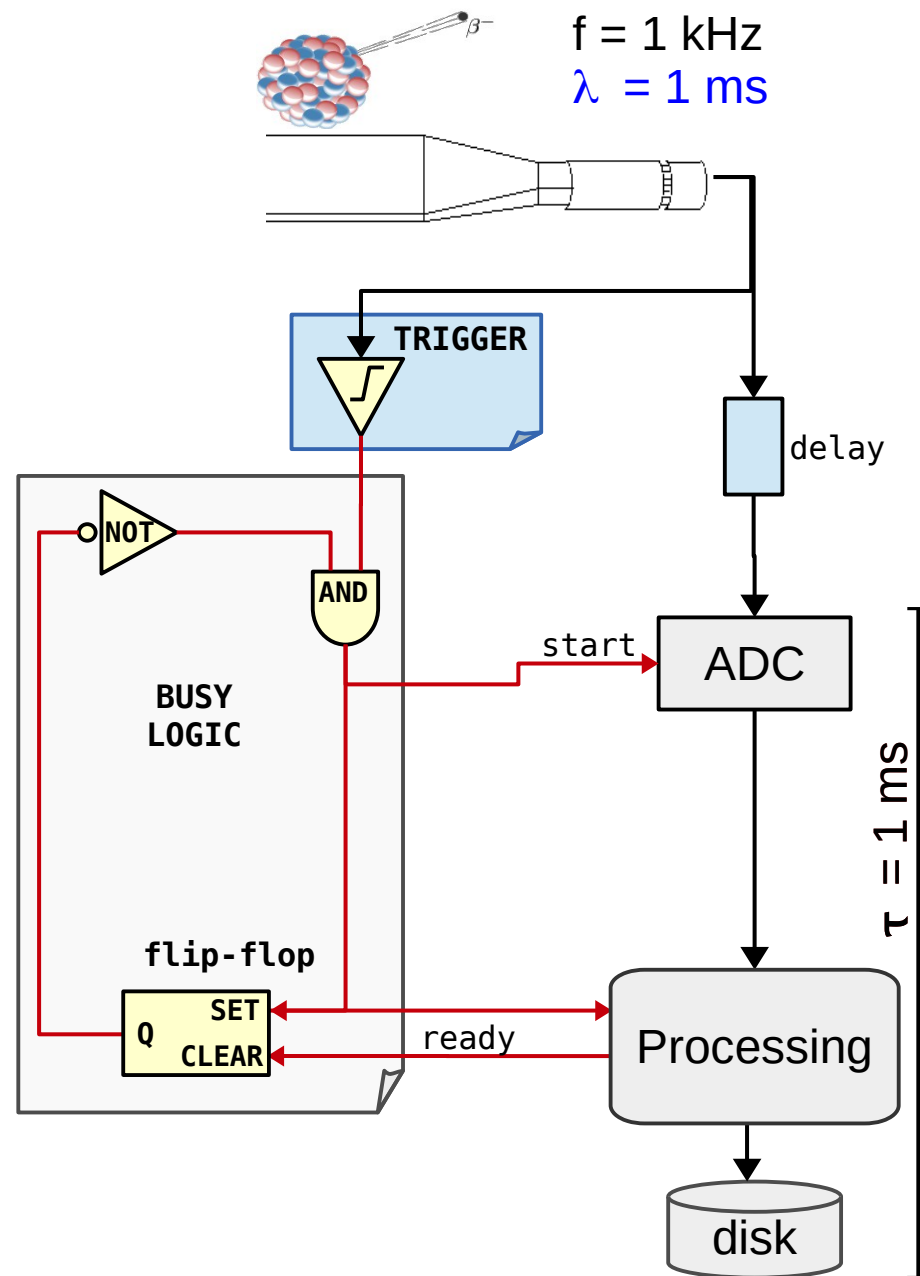 β⁻
f = 1 kHz
λ = 1 ms
TRIGGER
delay
NOT
AND
start
ADC
BUSY
LOGIC
τ = 1 ms
flip-flop
SET
Q
CLEAR
ready
Processing
disk